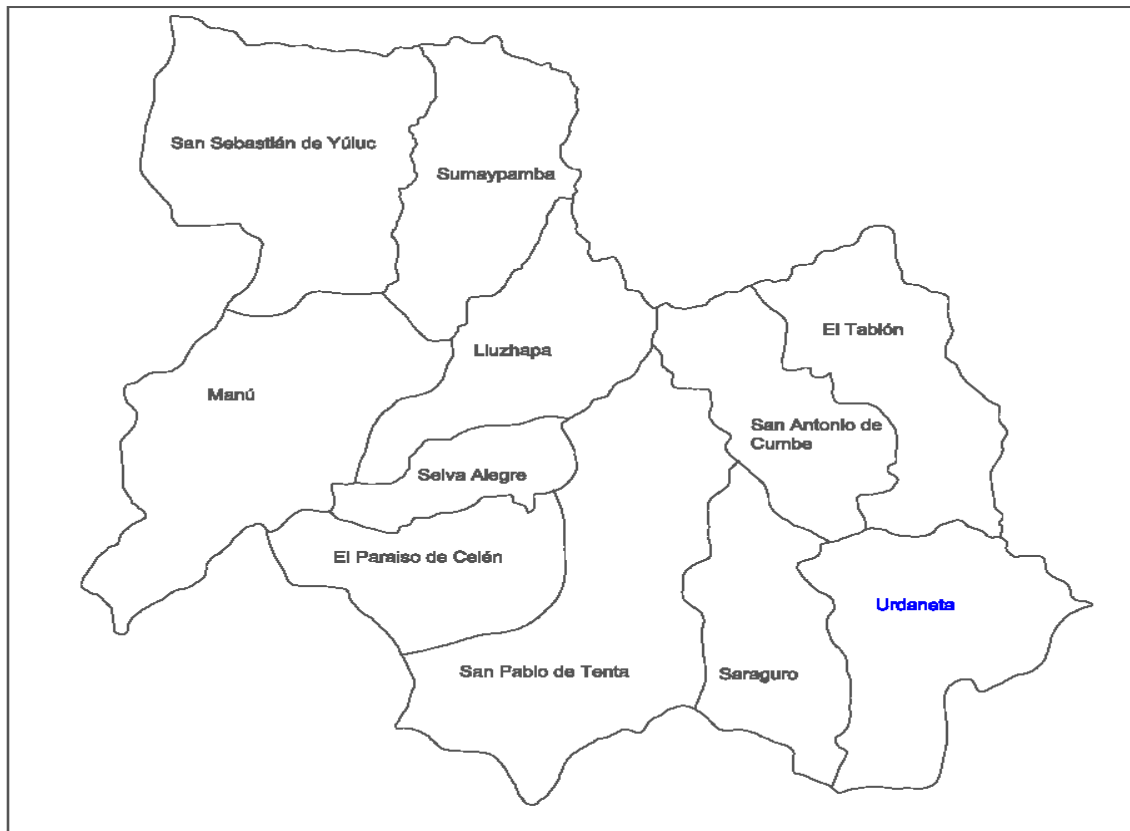 San Sebastián de Yúluc
Sumaypamba
El Tablón
Lluzhapa
Manú
San Antonio de
Cumbe
Selva Alegre
El Paraiso de Celén
Urdaneta
San Pablo de Tenta
Saraguro